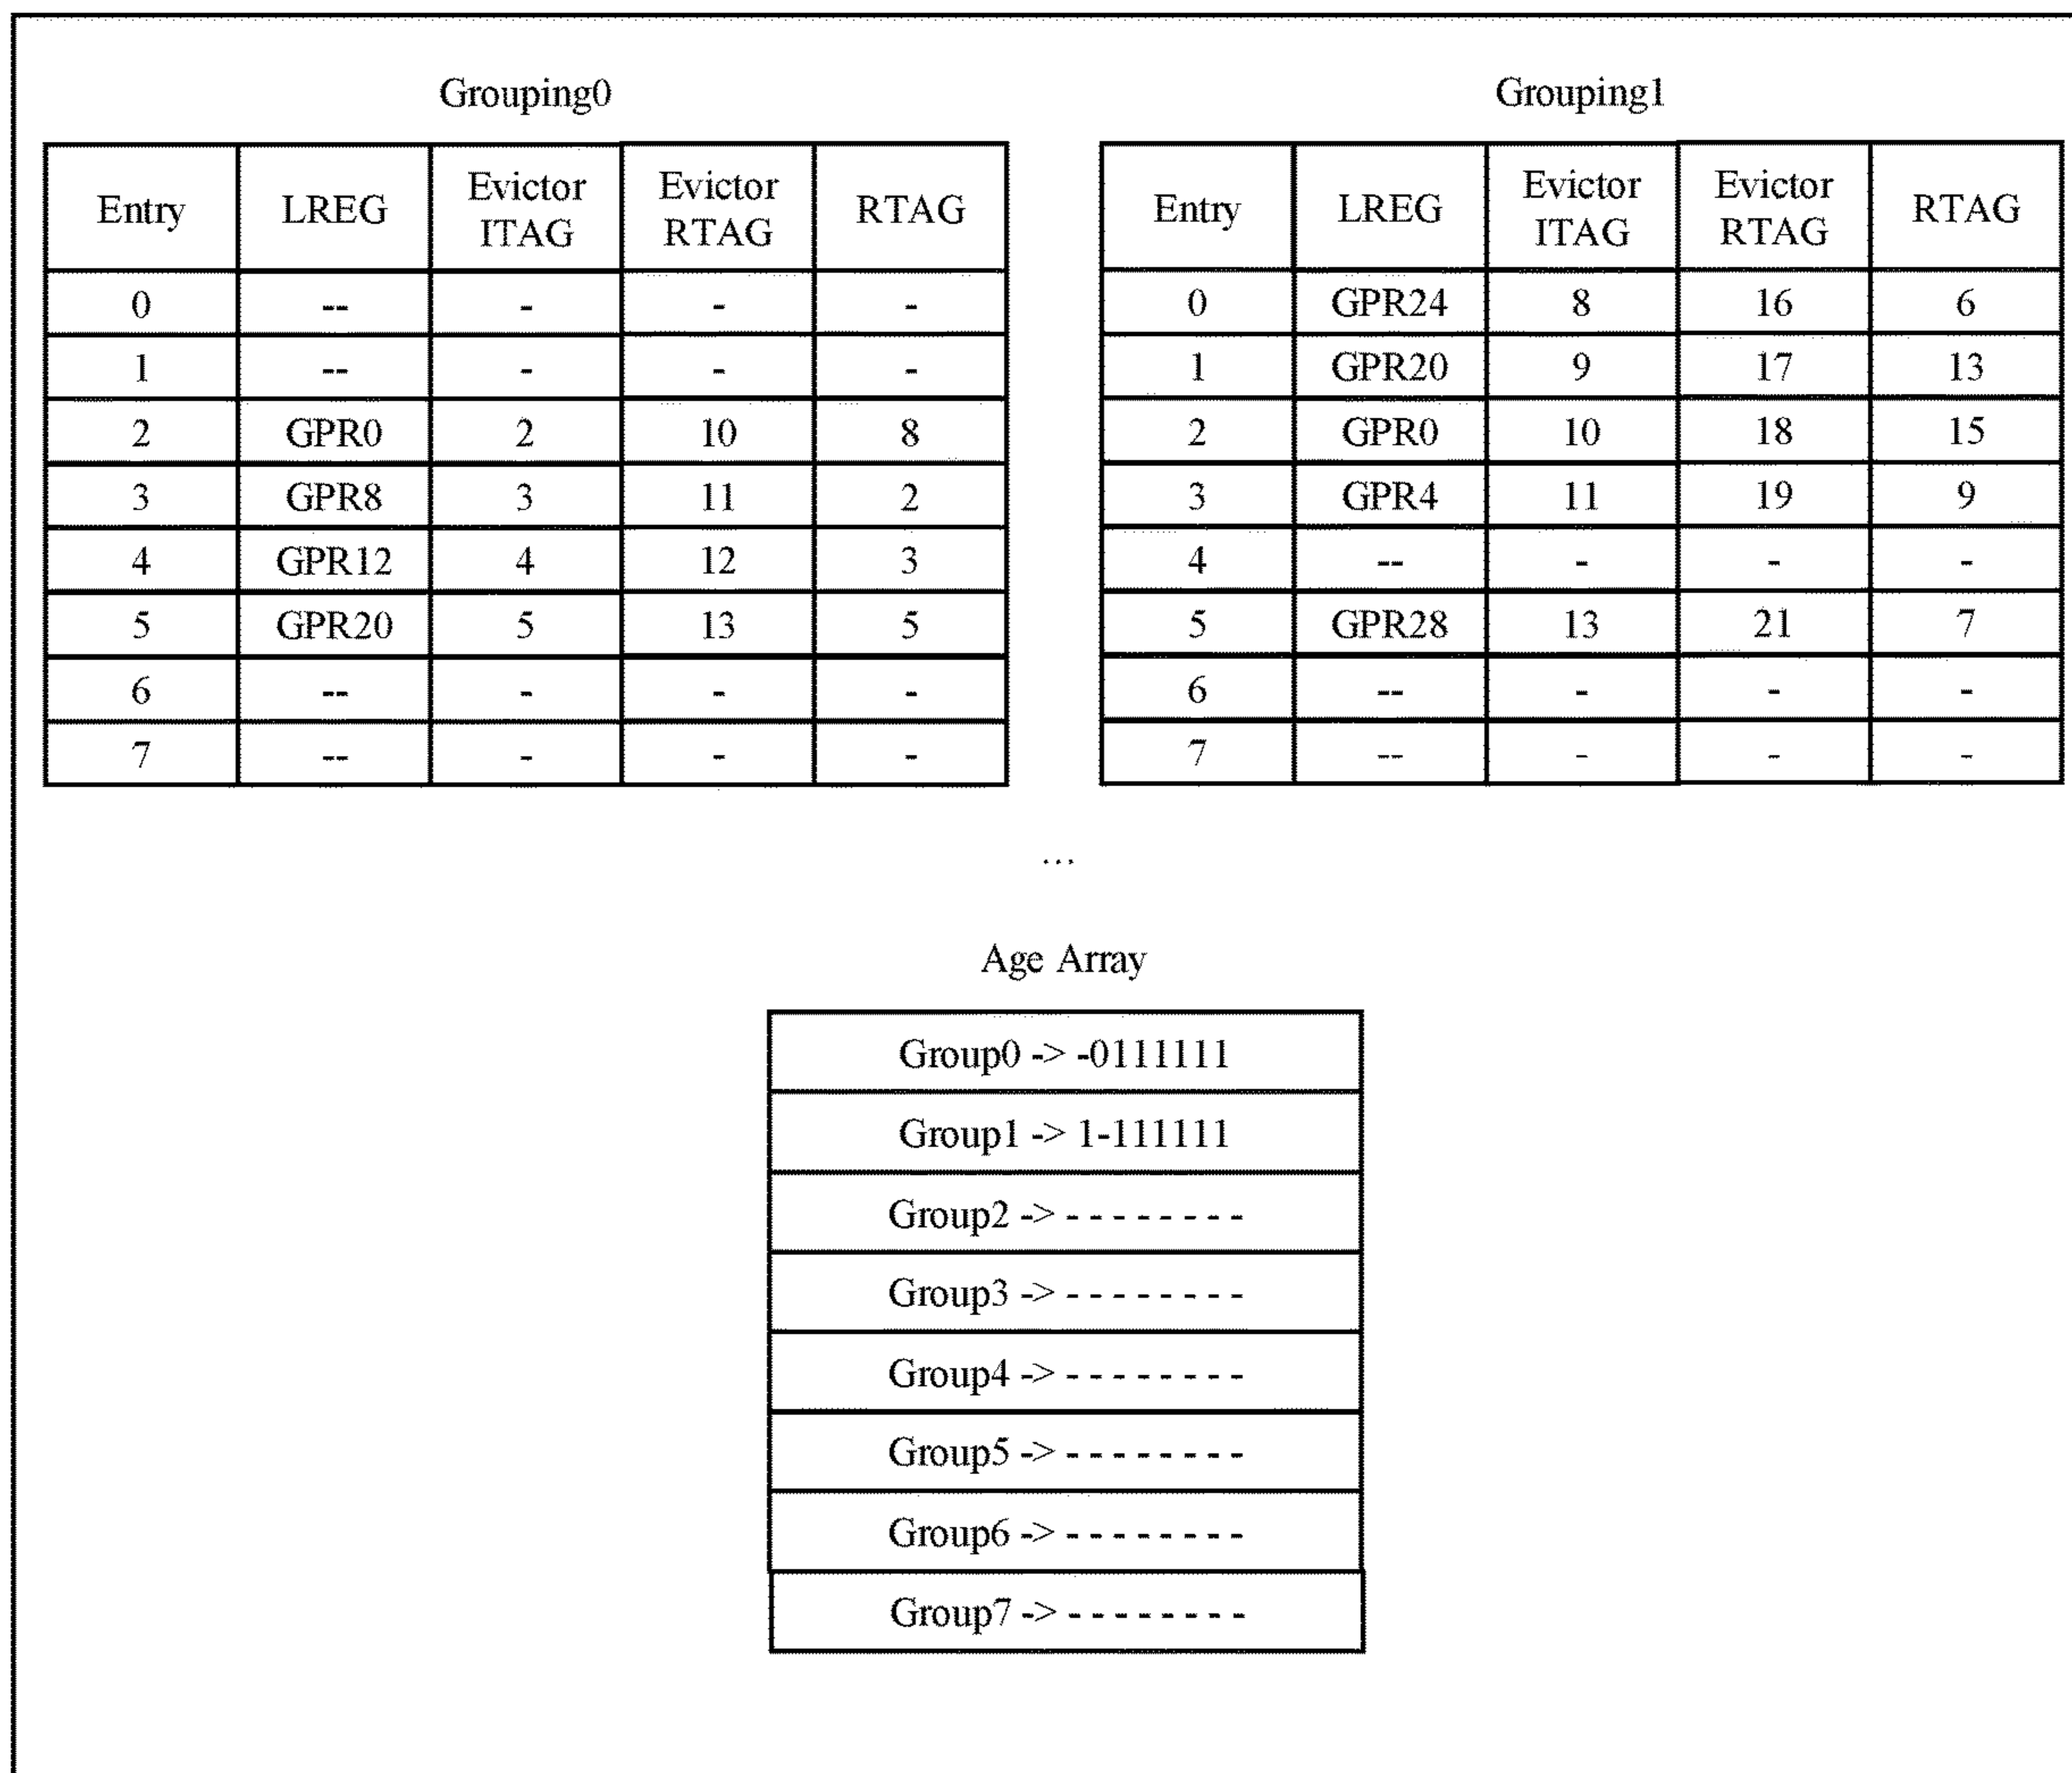 Grouping0
Entry LREG Evictor ITAG Evictor RTAG RTAG
0 -- - - -
1 -- - - -
2 GPR0 2 10 8
3 GPR8 3 11 2
4 GPR12 4 12 3
5 GPR20 5 13 5
6 -- - - -
7 -- - - -
Grouping1
Entry LREG Evictor ITAG Evictor RTAG RTAG
0 GPR24 8 16 6
1 GPR20 9 17 13
2 GPR0 10 18 15
3 GPR4 11 19 9
4 -- - - -
5 GPR28 13 21 7
6 -- - - -
7 -- - - -
...
Age Array
Group0 -> -0111111
Group1 -> 1-111111
Group2 -> - - - - - - - -
Group3 -> - - - - - - - -
Group4 -> - - - - - - - -
Group5 -> - - - - - - - -
Group6 -> - - - - - - - -
Group7 -> - - - - - - - -